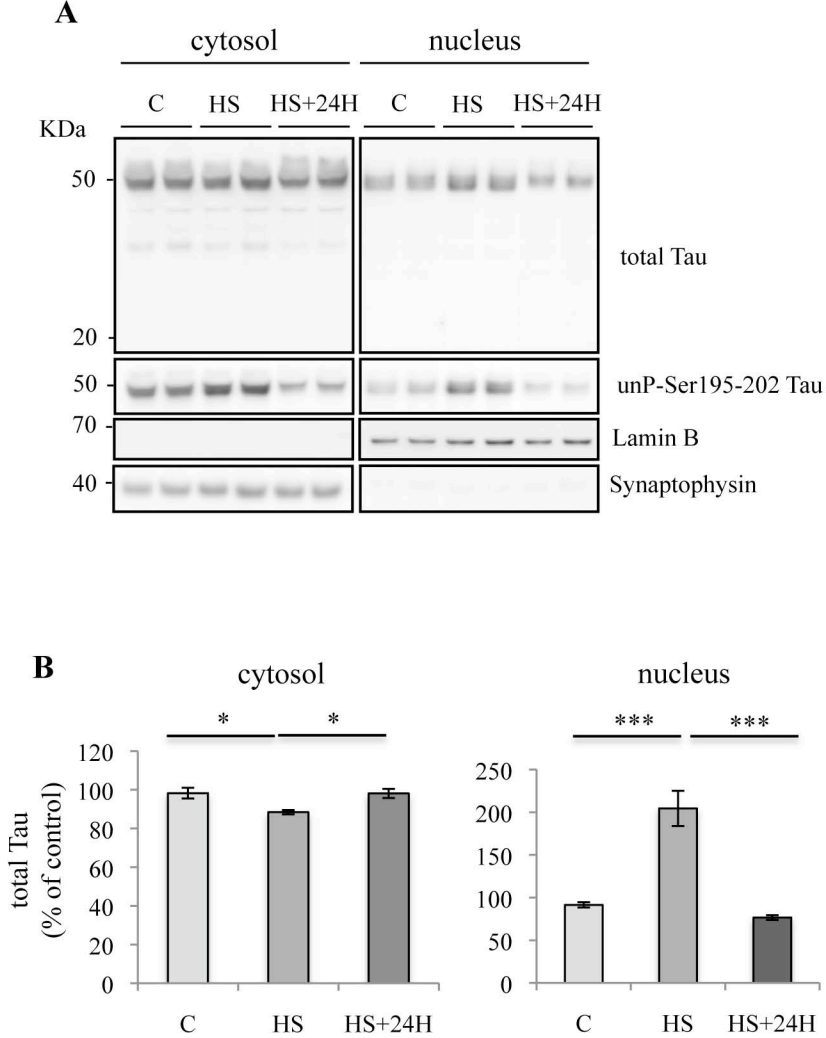 A
cytosol nucleus
C HS HS+24H C HS HS+24H
KDa
50
total Tau
20
50 unP-Ser195-202 Tau
70
Lamin B
40 Synaptophysin
B
cytosol nucleus
* * *** ***
total Tau
(% of control)
120
100
80
60
40
20
0
C HS HS+24H
250
200
150
100
50
0
C HS HS+24H